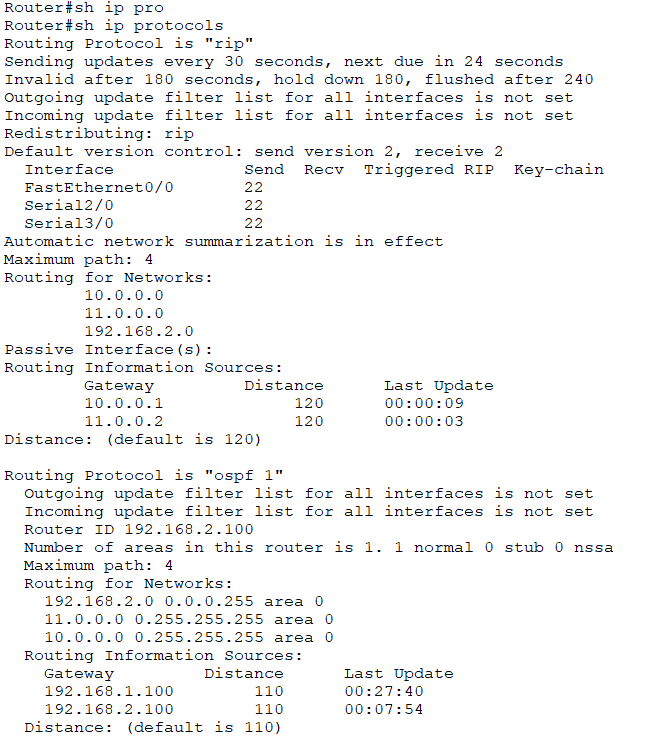 Router#sh ip pro
Router#sh ip protocols
Routing Protocol is "rip"
Sending updates every 30 seconds, next due in 24 seconds
Invalid after 180 seconds, hold down 180, flushed after 240
Outgoing update filter list for all interfaces is not set
Incoming update filter list for all interfaces is not set
Redistributing: rip
Default version control: send version 2, receive 2
  Interface             Send  Recv  Triggered RIP  Key-chain
  FastEthernet0/0       22
  Serial2/0             22
  Serial3/0             22
Automatic network summarization is in effect
Maximum path: 4
Routing for Networks:
        10.0.0.0
        11.0.0.0
        192.168.2.0
Passive Interface(s):
Routing Information Sources:
        Gateway         Distance      Last Update
        10.0.0.1             120      00:00:09
        11.0.0.2             120      00:00:03
Distance: (default is 120)

Routing Protocol is "ospf 1"
  Outgoing update filter list for all interfaces is not set
  Incoming update filter list for all interfaces is not set
  Router ID 192.168.2.100
  Number of areas in this router is 1. 1 normal 0 stub 0 nssa
  Maximum path: 4
  Routing for Networks:
    192.168.2.0 0.0.0.255 area 0
    11.0.0.0 0.255.255.255 area 0
    10.0.0.0 0.255.255.255 area 0
  Routing Information Sources:
    Gateway         Distance      Last Update
    192.168.1.100        110      00:27:40
    192.168.2.100        110      00:07:54
  Distance: (default is 110)